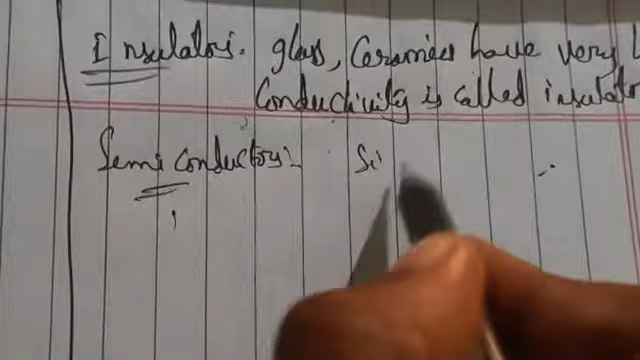 Insulators. glass, Ceramics have very
Conductivity is called insulator
Semi conductors:  Si